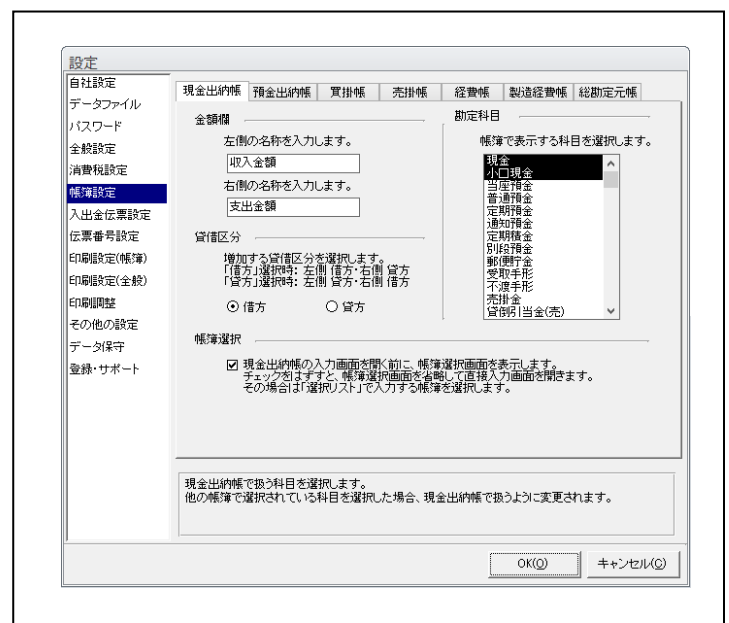 設定
自社設定
データファイル
パスワード
全般設定
消費税設定
帳簿設定
入出金伝票設定
伝票番号設定
印刷設定(帳簿)
印刷設定(全般)
印刷調整
その他の設定
データ保守
登録・サポート
現金出納帳 預金出納帳 買掛帳 売掛帳 経費帳 製造経費帳 総勘定元帳
金額欄
左側の名称を入力します。
収入金額
右側の名称を入力します。
支出金額
貸借区分
増加する貸借区分を選択します。
「借方」選択時: 左側 借方・右側 貸方
「貸方」選択時: 左側 貸方・右側 借方
借方 貸方
勘定科目
帳簿で表示する科目を選択します。
現金
小口現金
当座預金
普通預金
定期預金
通知預金
定期積金
別段預金
郵便貯金
受取手形
不渡手形
売掛金
貸倒引当金(売)
帳簿選択
現金出納帳の入力画面を開く前に、帳簿選択画面を表示します。
チェックをはずすと、帳簿選択画面を省略して直接入力画面を開きます。
その場合は「選択リスト」で入力する帳簿を選択します。
現金出納帳で扱う科目を選択します。
他の帳簿で選択されている科目を選択した場合、現金出納帳で扱うように変更されます。
OK(O) キャンセル(C)